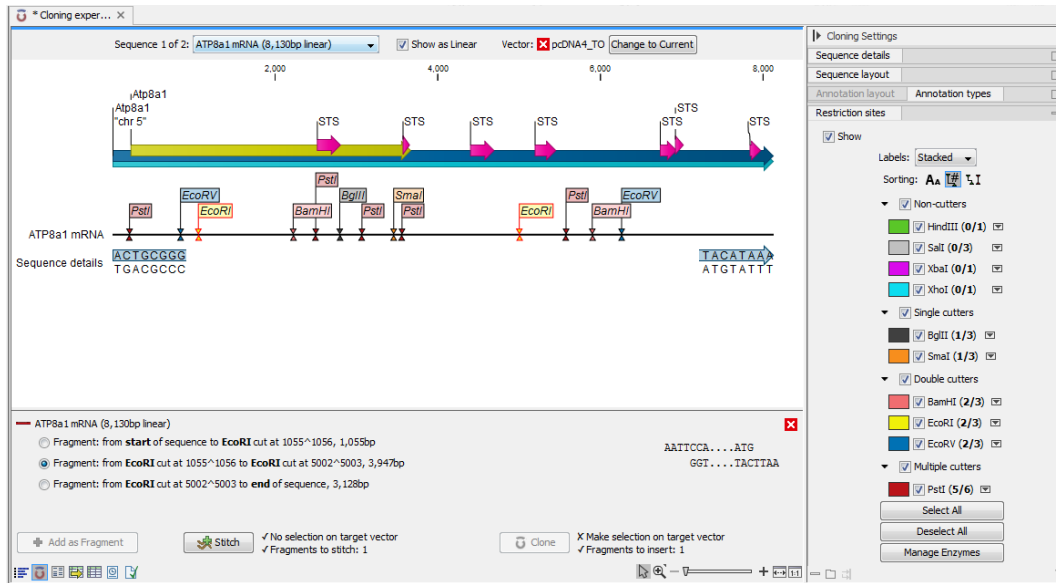 * Cloning exper... ×
Sequence 1 of 2: ATP8a1 mRNA (8,130bp linear) Show as Linear Vector: pcDNA4_TO Change to Current
2,000 4,000 6,000 8,000
Atp8a1
Atp8a1
"chr 5" STS STS STS STS STS STS STS
PstI
EcoRV BglII SmaI EcoRV
PstI EcoRI BamHI PstI PstI EcoRI PstI BamHI
ATP8a1 mRNA
Sequence details ACTGCGGG TACATAAA
TGACGCCC ATGTATTT
ATP8a1 mRNA (8,130bp linear)
Fragment: from start of sequence to EcoRI cut at 1055^1056, 1,055bp
Fragment: from EcoRI cut at 1055^1056 to EcoRI cut at 5002^5003, 3,947bp
Fragment: from EcoRI cut at 5002^5003 to end of sequence, 3,128bp
AATTCCA....ATG
GGT....TACTTAA
Add as Fragment
Stitch
✓ No selection on target vector
✓ Fragments to stitch: 1
Clone
X Make selection on target vector
✓ Fragments to insert: 1
1:1
Cloning Settings
Sequence details
Sequence layout
Annotation layout Annotation types
Restriction sites
Show
Labels: Stacked
Sorting: AA # I
Non-cutters
HindIII (0/1)
SalI (0/3)
XbaI (0/1)
XhoI (0/1)
Single cutters
BglII (1/3)
SmaI (1/3)
Double cutters
BamHI (2/3)
EcoRI (2/3)
EcoRV (2/3)
Multiple cutters
PstI (5/6)
Select All
Deselect All
Manage Enzymes